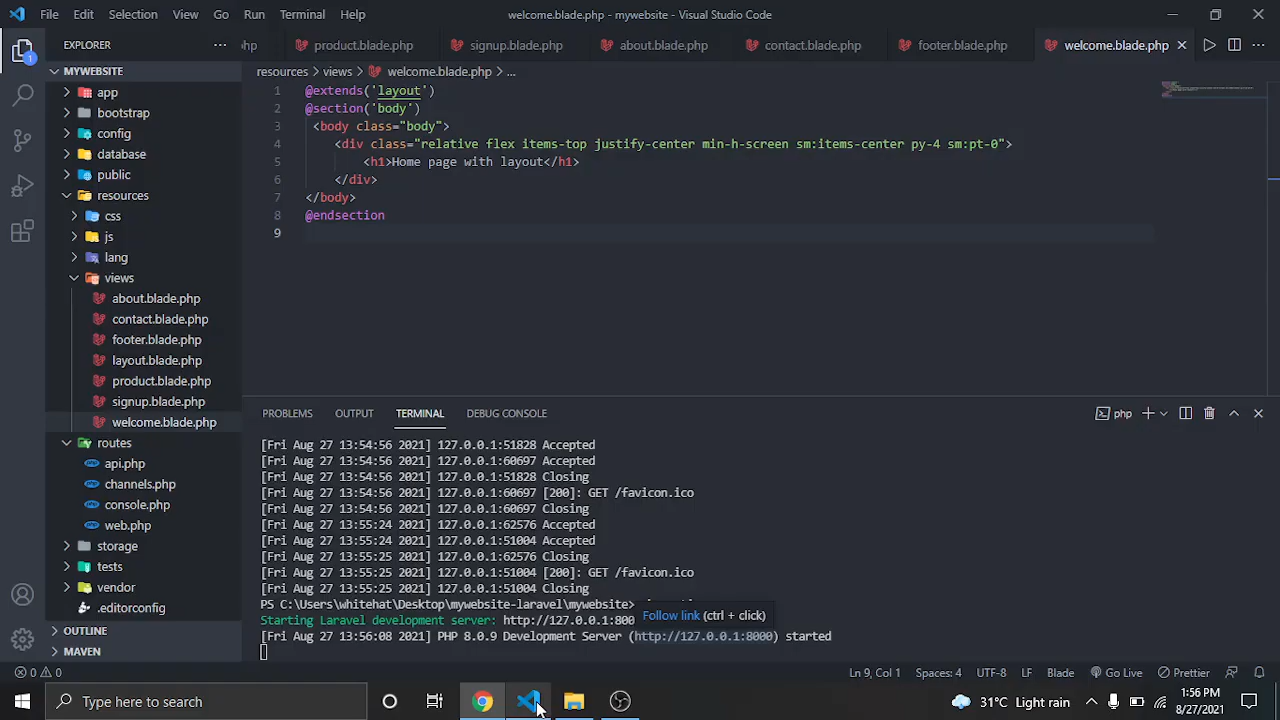 File Edit Selection View Go Run Terminal Help
welcome.blade.php - mywebsite - Visual Studio Code
EXPLORER
hp product.blade.php signup.blade.php about.blade.php contact.blade.php footer.blade.php welcome.blade.php
MYWEBSITE
app
bootstrap
config
database
public
resources
css
js
lang
views
about.blade.php
contact.blade.php
footer.blade.php
layout.blade.php
product.blade.php
signup.blade.php
welcome.blade.php
routes
api.php
channels.php
console.php
web.php
storage
tests
vendor
.editorconfig
OUTLINE
MAVEN
resources > views > welcome.blade.php > ...
1 @extends('layout')
2 @section('body')
3 <body class="body">
4 <div class="relative flex items-top justify-center min-h-screen sm:items-center py-4 sm:pt-0">
5 <h1>Home page with layout</h1>
6 </div>
7 </body>
8 @endsection
9
PROBLEMS OUTPUT TERMINAL DEBUG CONSOLE
php
[Fri Aug 27 13:54:56 2021] 127.0.0.1:51828 Accepted
[Fri Aug 27 13:54:56 2021] 127.0.0.1:60697 Accepted
[Fri Aug 27 13:54:56 2021] 127.0.0.1:51828 Closing
[Fri Aug 27 13:54:56 2021] 127.0.0.1:60697 [200]: GET /favicon.ico
[Fri Aug 27 13:54:56 2021] 127.0.0.1:60697 Closing
[Fri Aug 27 13:55:24 2021] 127.0.0.1:62576 Accepted
[Fri Aug 27 13:55:24 2021] 127.0.0.1:51004 Accepted
[Fri Aug 27 13:55:25 2021] 127.0.0.1:62576 Closing
[Fri Aug 27 13:55:25 2021] 127.0.0.1:51004 [200]: GET /favicon.ico
[Fri Aug 27 13:55:25 2021] 127.0.0.1:51004 Closing
PS C:\Users\whitehat\Desktop\mywebsite-laravel\mywebsite>
Starting Laravel development server: http://127.0.0.1:800
Follow link (ctrl + click)
[Fri Aug 27 13:56:08 2021] PHP 8.0.9 Development Server (http://127.0.0.1:8000) started
0 0
Ln 9, Col 1 Spaces: 4 UTF-8 LF Blade Go Live Prettier
Type here to search
31°C Light rain
1:56 PM
8/27/2021